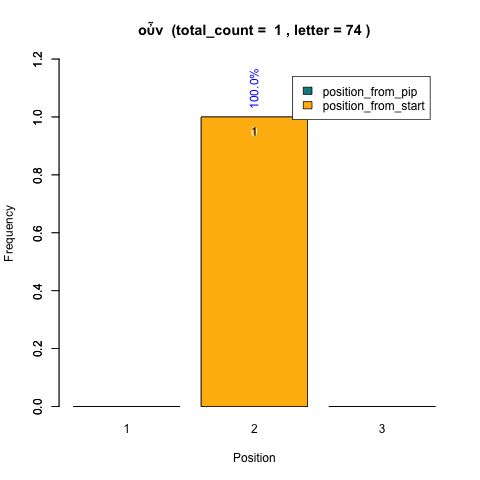 οὖν (total_count = 1 , letter = 74 )
1.2
1.0
0.8
0.6
0.4
0.2
0.0
Frequency
100.0%
1
position_from_pip
position_from_start
1 2 3
Position